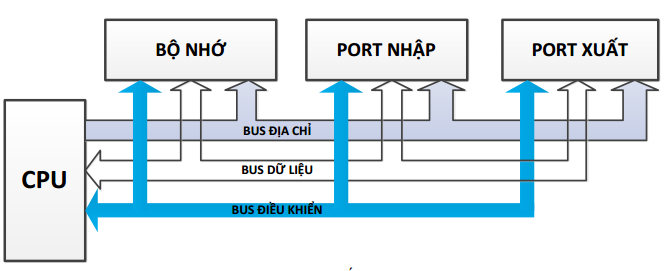 BỘ NHỚ
PORT NHẬP
PORT XUẤT
CPU
BUS ĐỊA CHỈ
BUS DỮ LIỆU
BUS ĐIỀU KHIỂN